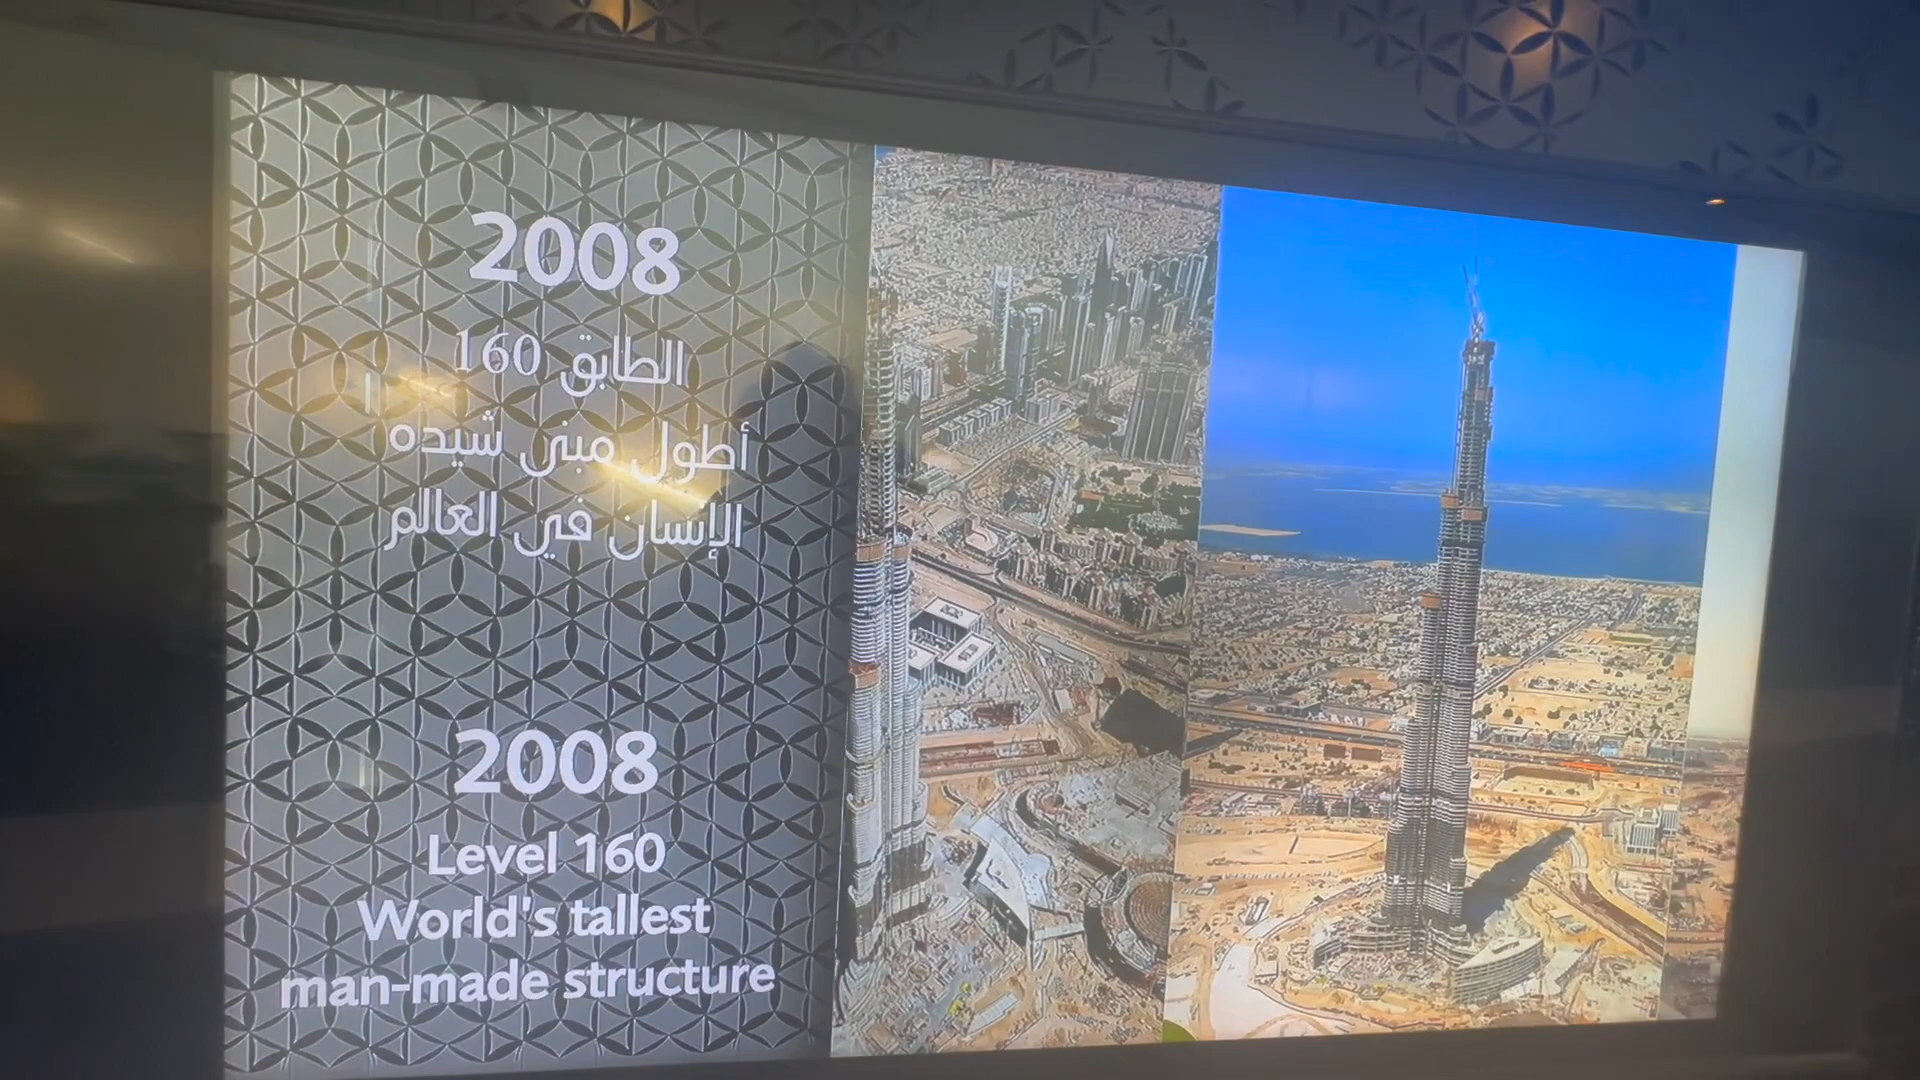 2008
الطابق 160
أطول مبنى شيده
الإنسان في العالم
2008
Level 160
World's tallest
man-made structure